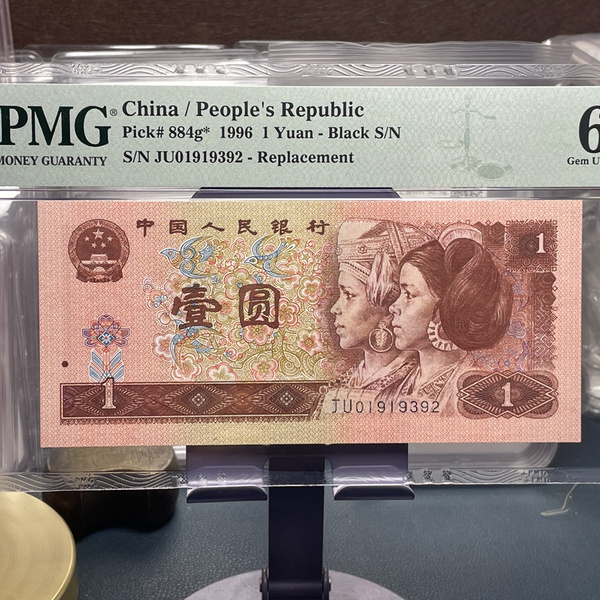 PMG®
MONEY GUARANTY
China / People's Republic
Pick# 884g* 1996 1 Yuan - Black S/N
S/N JU01919392 - Replacement
6
Gem U
中国人民银行
1
壹圆
1
JU01919392
1